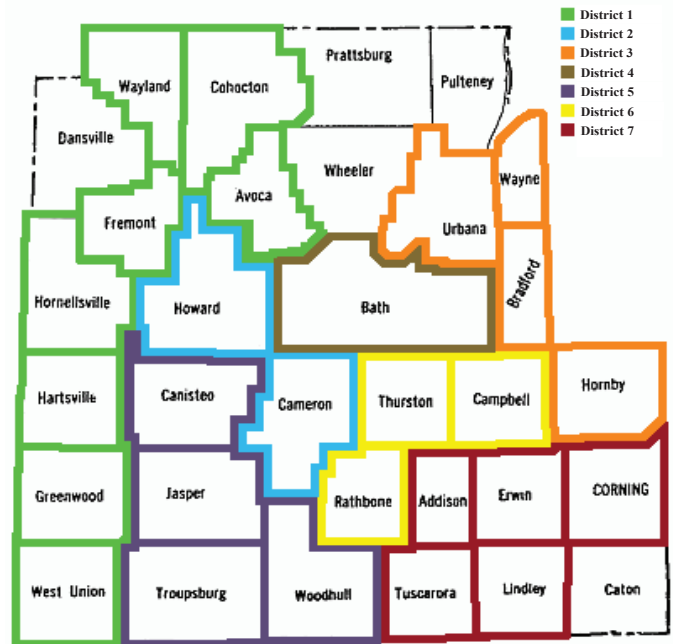 District 1
District 2
District 3
District 4
District 5
District 6
District 7
Prattsburg
Wayland
Cohocton
Pulteney
Dansville
Wheeler
Wayne
Avoca
Fremont
Urbana
Bradford
Hornellsville
Howard
Bath
Hartsville
Canisteo
Cameron
Thurston
Campbell
Hornby
Greenwood
Jasper
Rathbone
Addison
Erwin
CORNING
West Union
Troupsburg
Woodhull
Tuscarora
Lindley
Caton